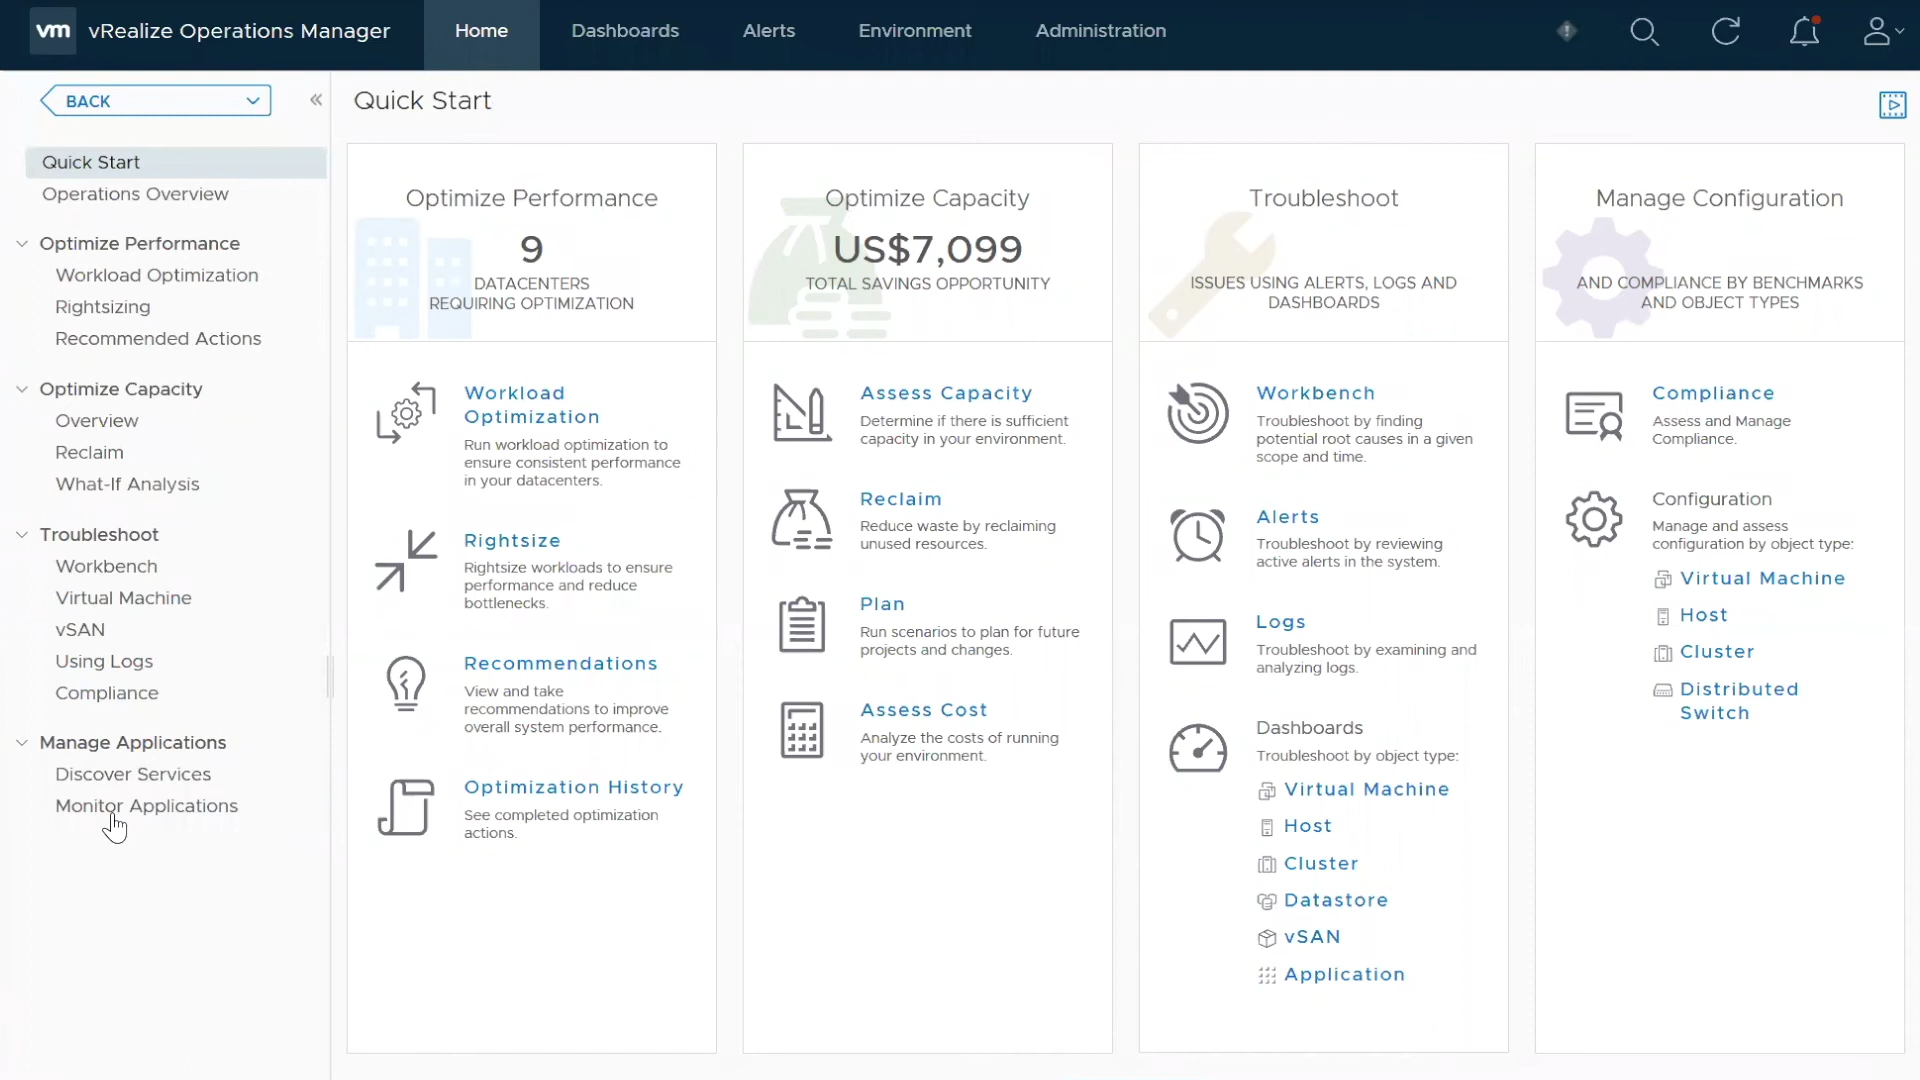 vm vRealize Operations Manager Home Dashboards Alerts Environment Administration
BACK
Quick Start
Operations Overview
Optimize Performance
Workload Optimization
Rightsizing
Recommended Actions
Optimize Capacity
Overview
Reclaim
What-If Analysis
Troubleshoot
Workbench
Virtual Machine
vSAN
Using Logs
Compliance
Manage Applications
Discover Services
Monitor Applications
Quick Start
Optimize Performance
9
DATACENTERS
REQUIRING OPTIMIZATION
Workload
Optimization
Run workload optimization to
ensure consistent performance
in your datacenters.
Rightsize
Rightsize workloads to ensure
performance and reduce
bottlenecks.
Recommendations
View and take
recommendations to improve
overall system performance.
Optimization History
See completed optimization
actions.
Optimize Capacity
US$7,099
TOTAL SAVINGS OPPORTUNITY
Assess Capacity
Determine if there is sufficient
capacity in your environment.
Reclaim
Reduce waste by reclaiming
unused resources.
Plan
Run scenarios to plan for future
projects and changes.
Assess Cost
Analyze the costs of running
your environment.
Troubleshoot
ISSUES USING ALERTS, LOGS AND
DASHBOARDS
Workbench
Troubleshoot by finding
potential root causes in a given
scope and time.
Alerts
Troubleshoot by reviewing
active alerts in the system.
Logs
Troubleshoot by examining and
analyzing logs.
Dashboards
Troubleshoot by object type:
Virtual Machine
Host
Cluster
Datastore
vSAN
Application
Manage Configuration
AND COMPLIANCE BY BENCHMARKS
AND OBJECT TYPES
Compliance
Assess and Manage
Compliance.
Configuration
Manage and assess
configuration by object type:
Virtual Machine
Host
Cluster
Distributed
Switch